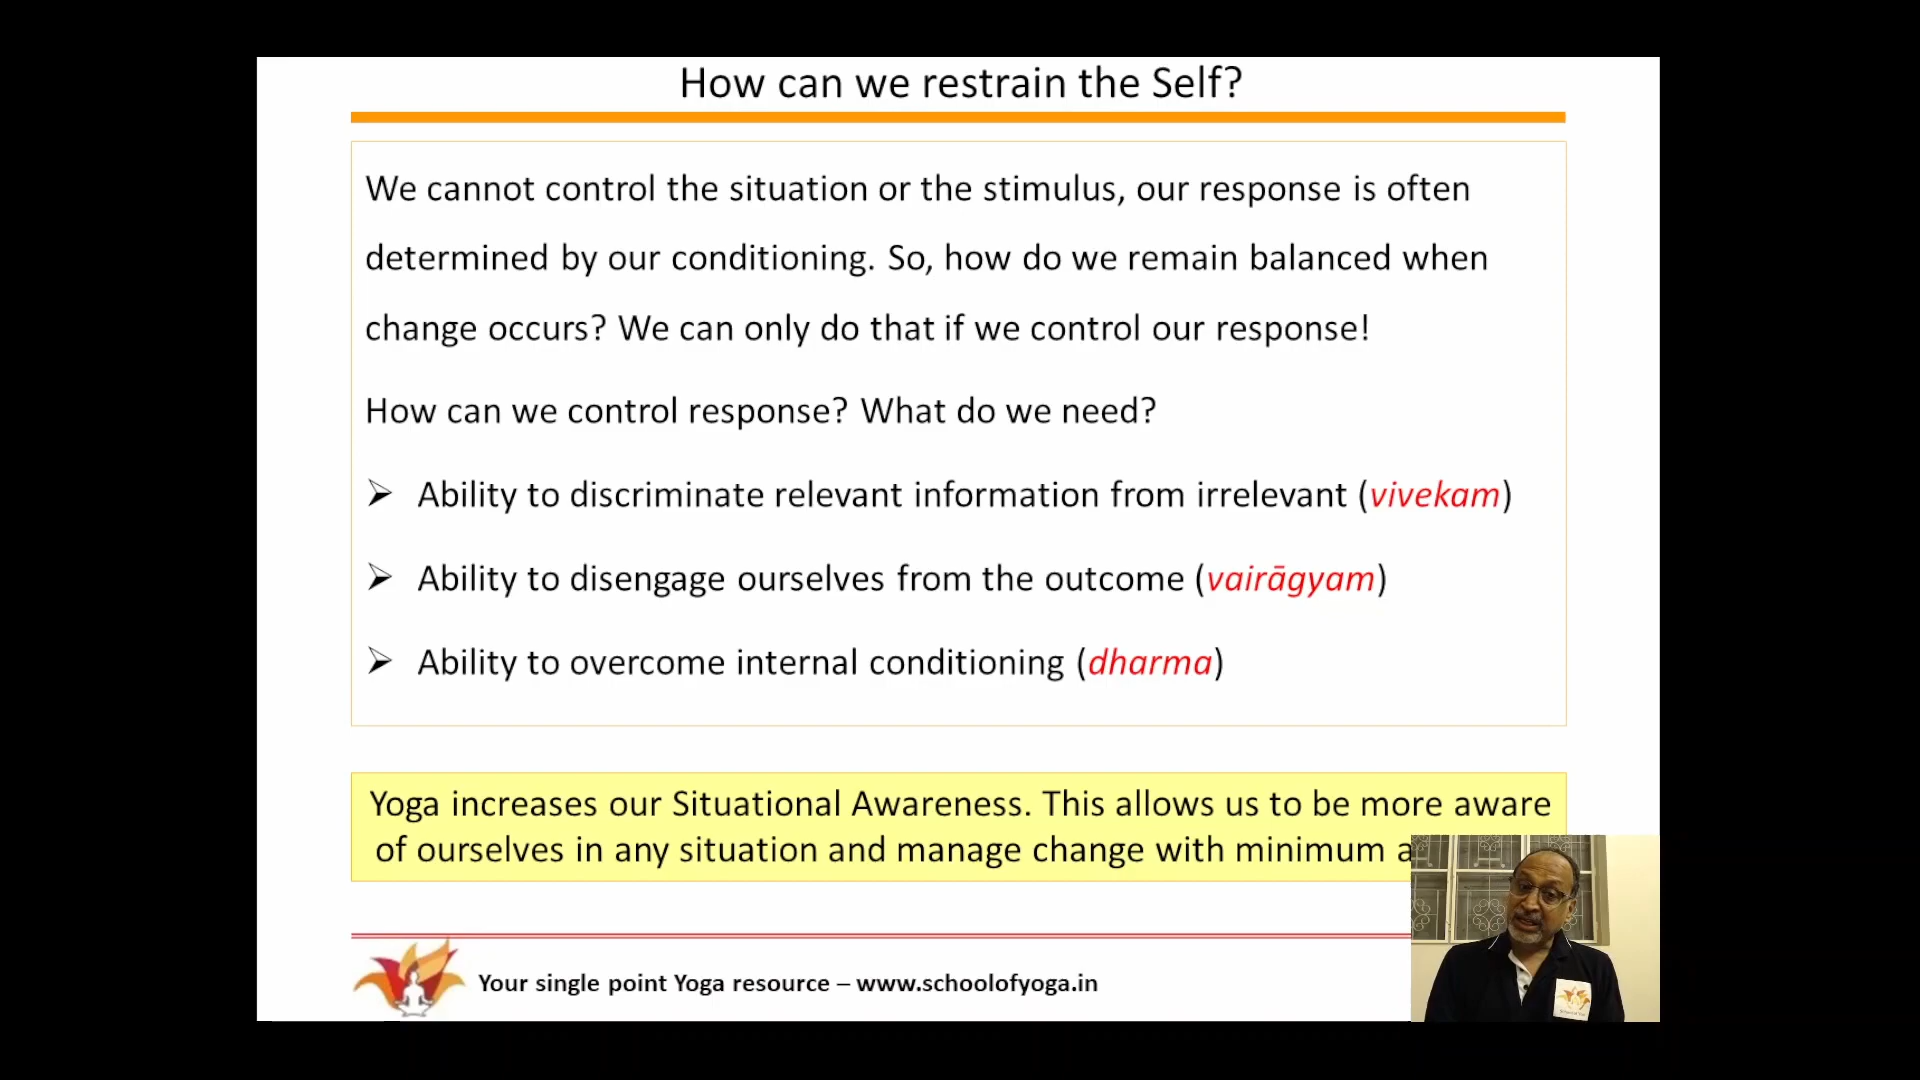 How can we restrain the Self?
We cannot control the situation or the stimulus, our response is often
determined by our conditioning. So, how do we remain balanced when
change occurs? We can only do that if we control our response!
How can we control response? What do we need?
➢ Ability to discriminate relevant information from irrelevant (vivekam)
➢ Ability to disengage ourselves from the outcome (vairāgyam)
➢ Ability to overcome internal conditioning (dharma)
Yoga increases our Situational Awareness. This allows us to be more aware
of ourselves in any situation and manage change with minimum
Your single point Yoga resource – www.schoolofyoga.in